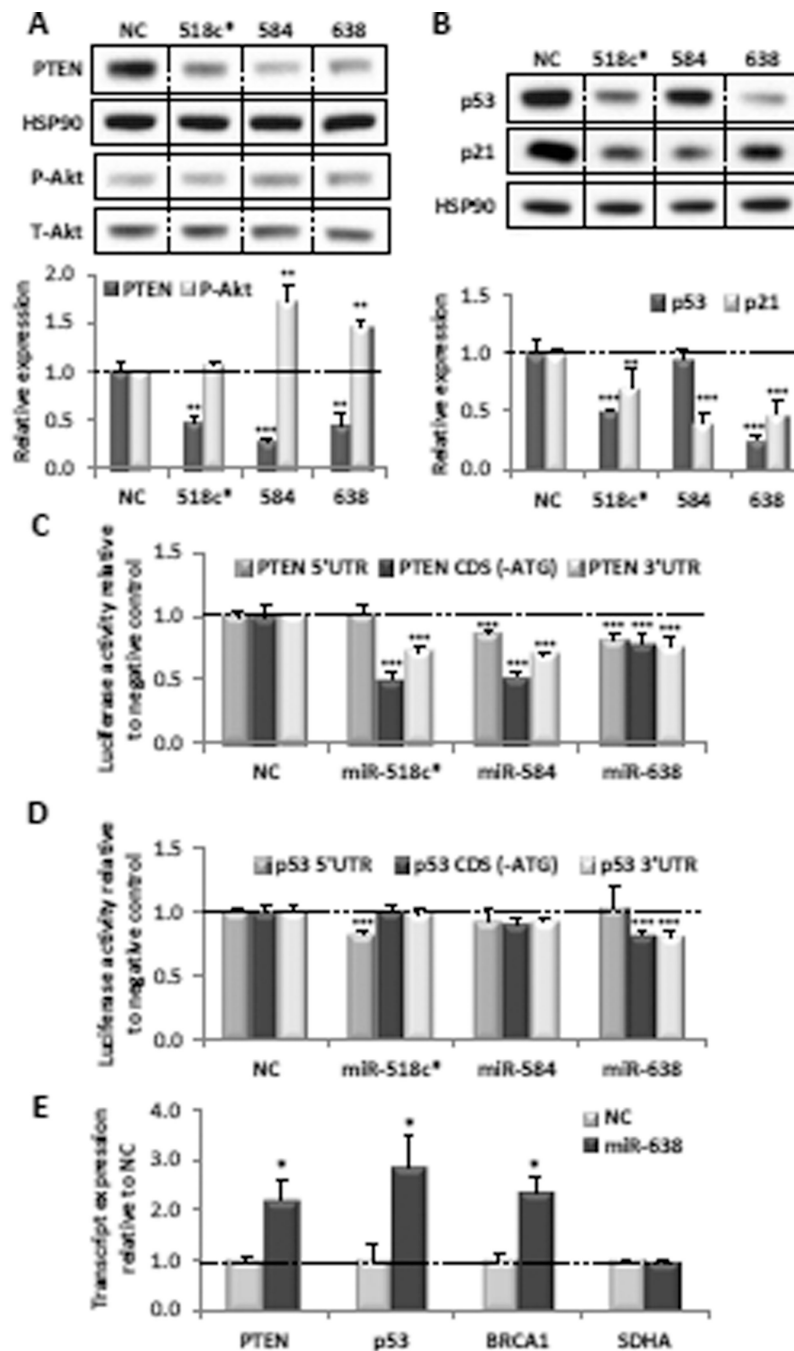 A
NC 518c* 584 638
PTEN
HSP90
P-Akt
T-Akt
Relative expression
2.0
1.5
1.0
0.5
0.0
PTEN P-Akt
** *** ** ** **
NC 518c* 584 638
B
NC 518c* 584 638
p53
p21
HSP90
Relative expression
1.5
1.0
0.5
0.0
p53 p21
*** ** *** *** ***
NC 518c* 584 638
C
Luciferase activity relative
to negative control
1.5
1.0
0.5
0.0
PTEN 5'UTR PTEN CDS (-ATG) PTEN 3'UTR
*** *** *** *** *** *** *** ***
NC miR-518c* miR-584 miR-638
D
Luciferase activity relative
to negative control
1.5
1.0
0.5
0.0
p53 5'UTR p53 CDS (-ATG) p53 3'UTR
*** *** ***
NC miR-518c* miR-584 miR-638
E
Transcript expression
relative to NC
4.0
3.0
2.0
1.0
0.0
NC
miR-638
* * *
PTEN p53 BRCA1 SDHA